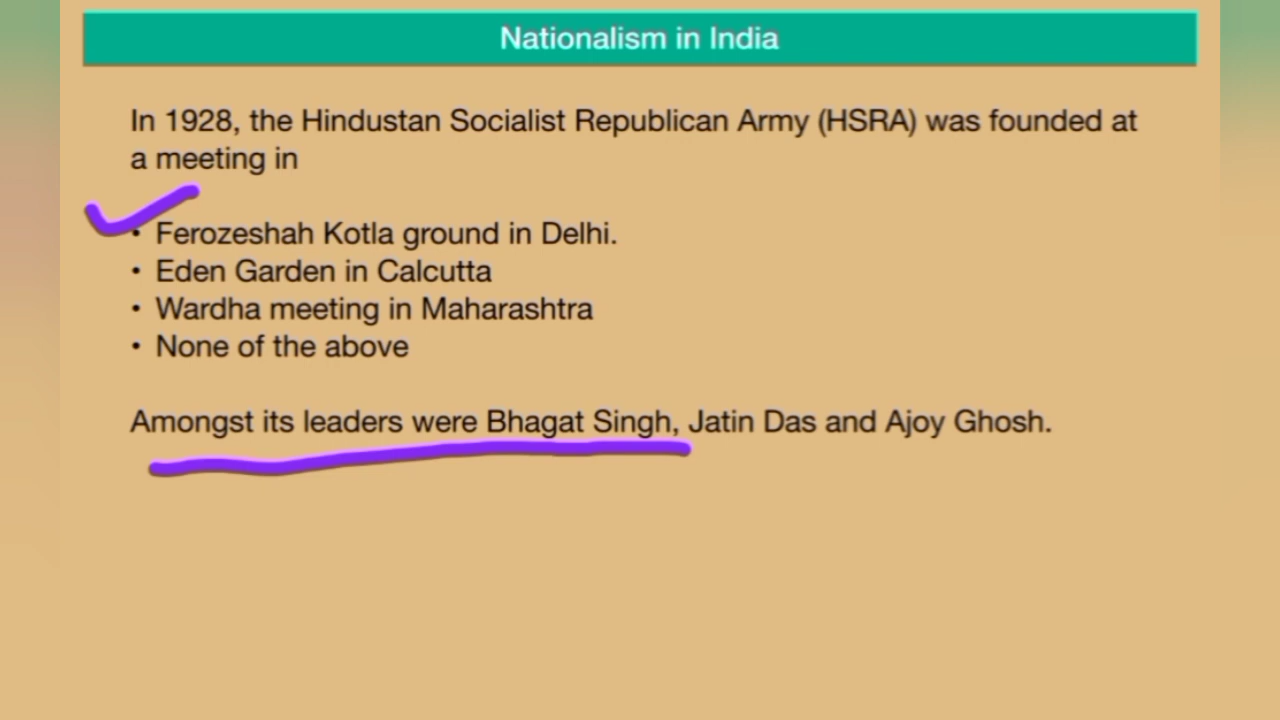 Nationalism in India
In 1928, the Hindustan Socialist Republican Army (HSRA) was founded at
a meeting in
• Ferozeshah Kotla ground in Delhi.
• Eden Garden in Calcutta
• Wardha meeting in Maharashtra
• None of the above
Amongst its leaders were Bhagat Singh, Jatin Das and Ajoy Ghosh.